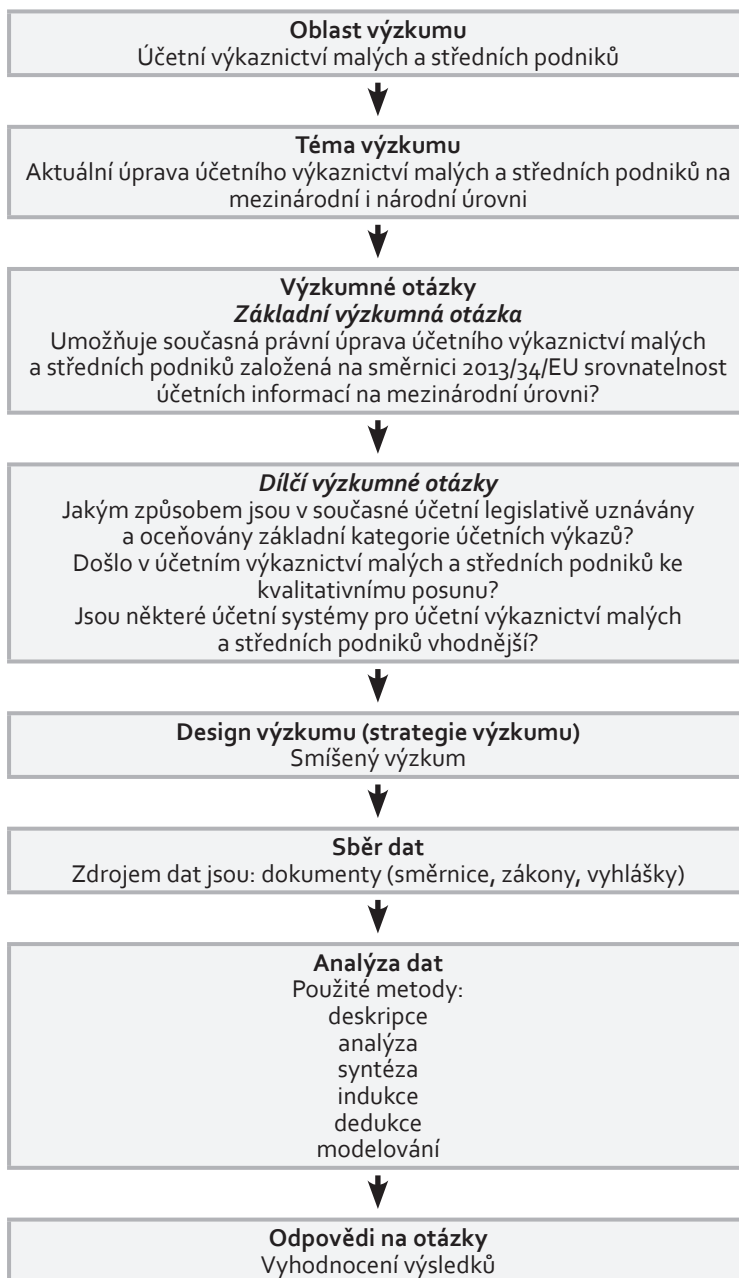 Oblast výzkumu
Účetní výkaznictví malých a středních podniků
Téma výzkumu
Aktuální úprava účetního výkaznictví malých a středních podniků na
mezinárodní i národní úrovni
Výzkumné otázky
Základní výzkumná otázka
Umožňuje současná právní úprava účetního výkaznictví malých
a středních podniků založená na směrnici 2013/34/EU srovnatelnost
účetních informací na mezinárodní úrovni?
Dílčí výzkumné otázky
Jakým způsobem jsou v současné účetní legislativě uznávány
a oceňovány základní kategorie účetních výkazů?
Došlo v účetním výkaznictví malých a středních podniků ke
kvalitativnímu posunu?
Jsou některé účetní systémy pro účetní výkaznictví malých
a středních podniků vhodnější?
Design výzkumu (strategie výzkumu)
Smíšený výzkum
Sběr dat
Zdrojem dat jsou: dokumenty (směrnice, zákony, vyhlášky)
Analýza dat
Použité metody:
deskripce
analýza
syntéza
indukce
dedukce
modelování
Odpovědi na otázky
Vyhodnocení výsledků